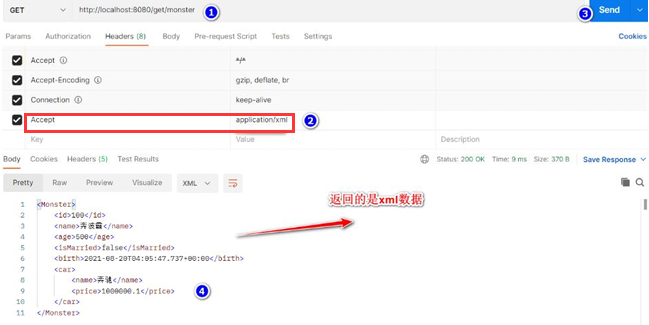 GET http://localhost:8080/get/monster 1 3 Send
Params Authorization Headers (8) Body Pre-request Script Tests Settings Cookies
Accept */*
Accept-Encoding gzip, deflate, br
Connection keep-alive
Accept application/xml 2
Key Value Description
Body Cookies Headers (5) Test Results Status: 200 OK Time: 9 ms Size: 370 B Save Response
Pretty Raw Preview Visualize XML
返回的是xml数据
1 <Monster>
2 <id>100</id>
3 <name>奔波霸</name>
4 <age>500</age>
5 <isMarried>false</isMarried>
6 <birth>2021-08-20T04:05:47.737+00:00</birth>
7 <car>
8 <name>奔驰</name>
9 <price>1000000.1</price> 4
10 </car>
11 </Monster>